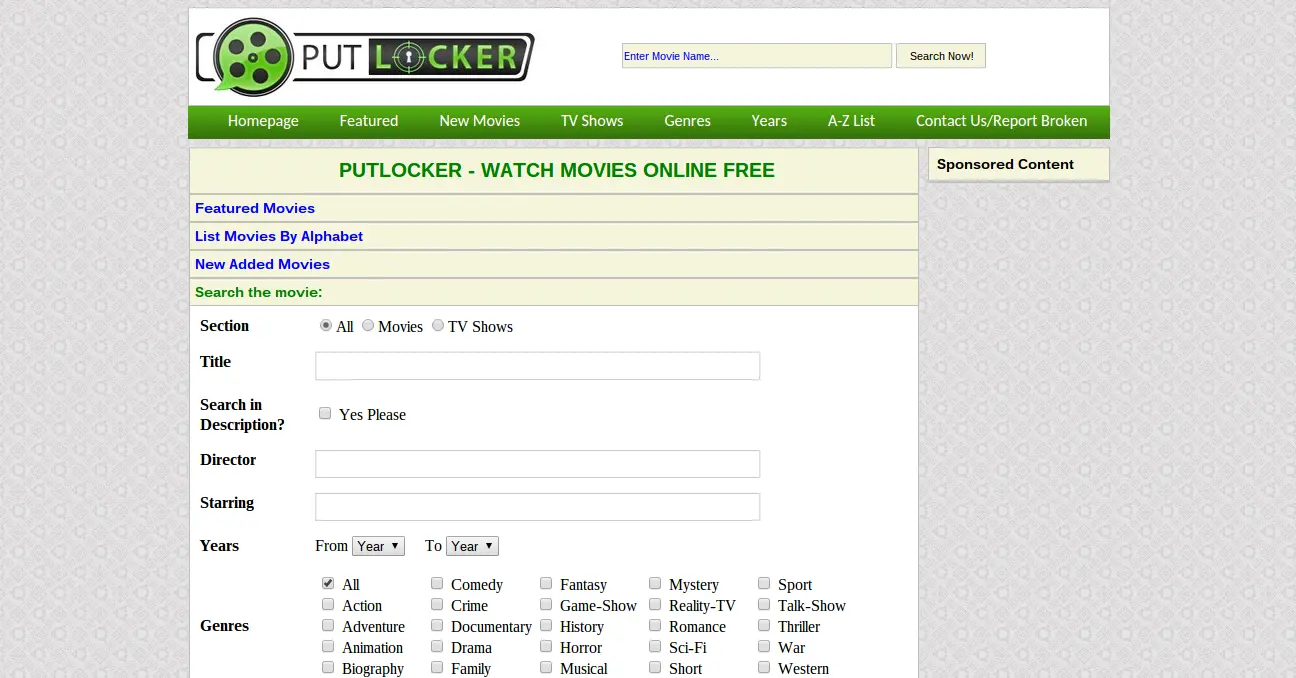 PUTLOCKER
Enter Movie Name...
Search Now!
Homepage Featured New Movies TV Shows Genres Years A-Z List Contact Us/Report Broken
PUTLOCKER - WATCH MOVIES ONLINE FREE
Sponsored Content
Featured Movies
List Movies By Alphabet
New Added Movies
Search the movie:
Section All Movies TV Shows
Title
Search in
Description? Yes Please
Director
Starring
Years From Year To Year
Genres
All Comedy Fantasy Mystery Sport
Action Crime Game-Show Reality-TV Talk-Show
Adventure Documentary History Romance Thriller
Animation Drama Horror Sci-Fi War
Biography Family Musical Short Western